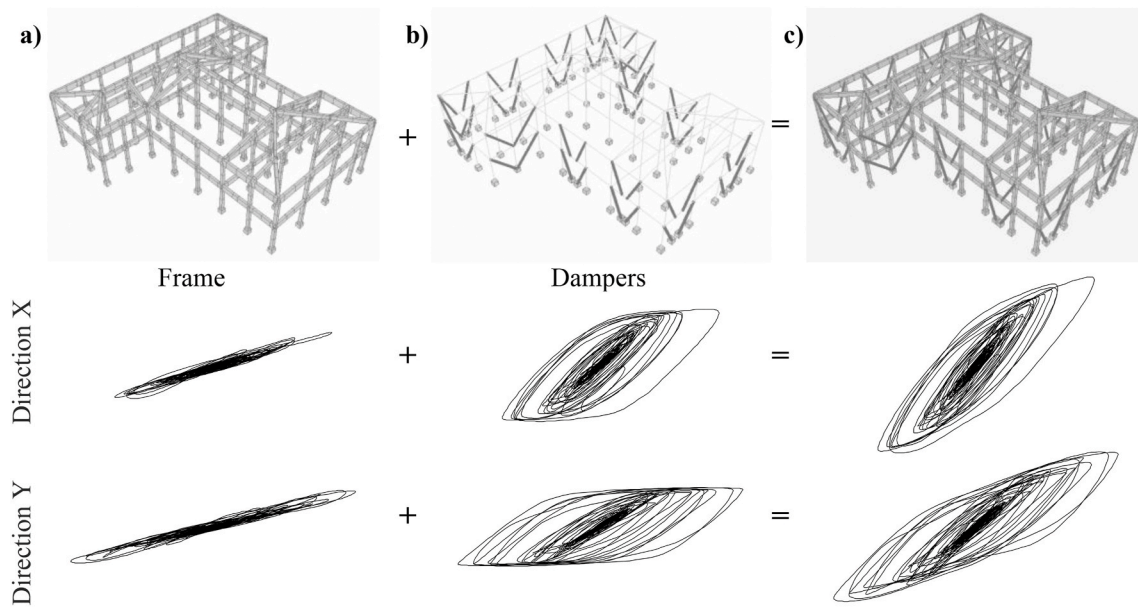 a)
b)
c)
+
=
Frame
Dampers
Direction X
+
=
Direction Y
+
=